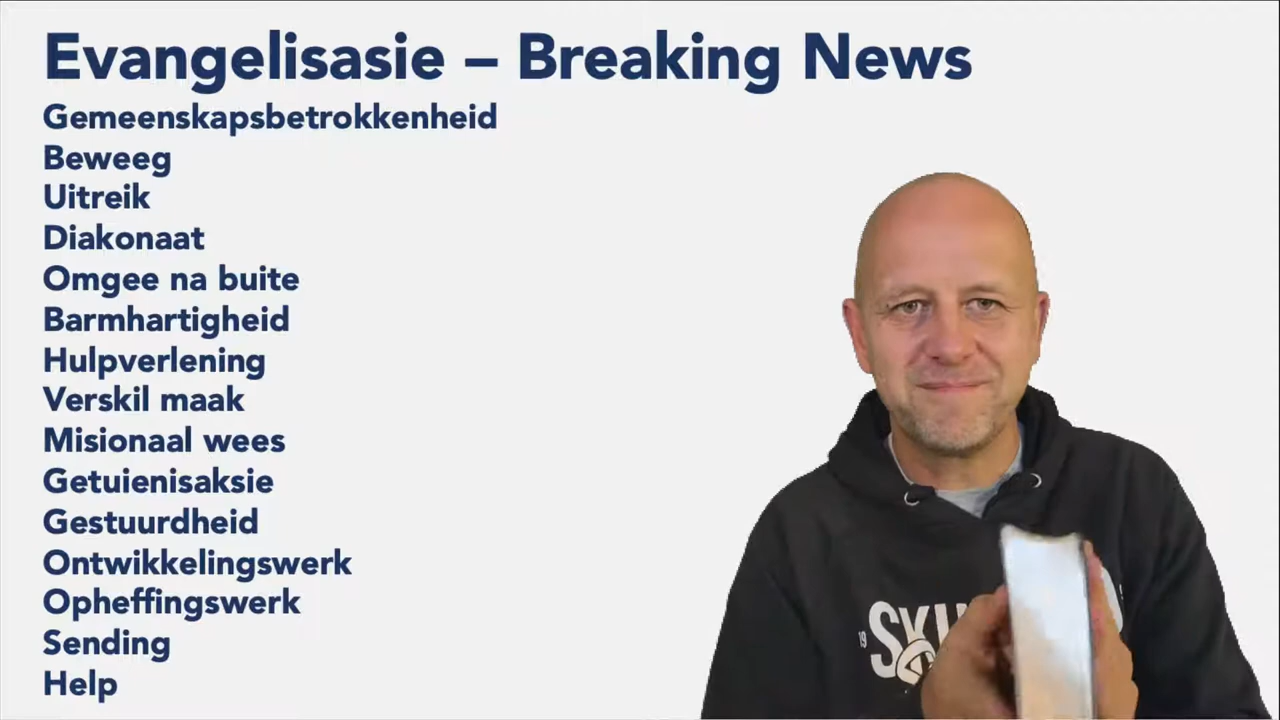 Evangelisasie – Breaking News
Gemeenskapsbetrokkenheid
Beweeg
Uitreik
Diakonaat
Omgee na buite
Barmhartigheid
Hulpverlening
Verskil maak
Misionaal wees
Getuienisaksie
Gestuurdheid
Ontwikkelingswerk
Opheffingswerk
Sending
Help
19